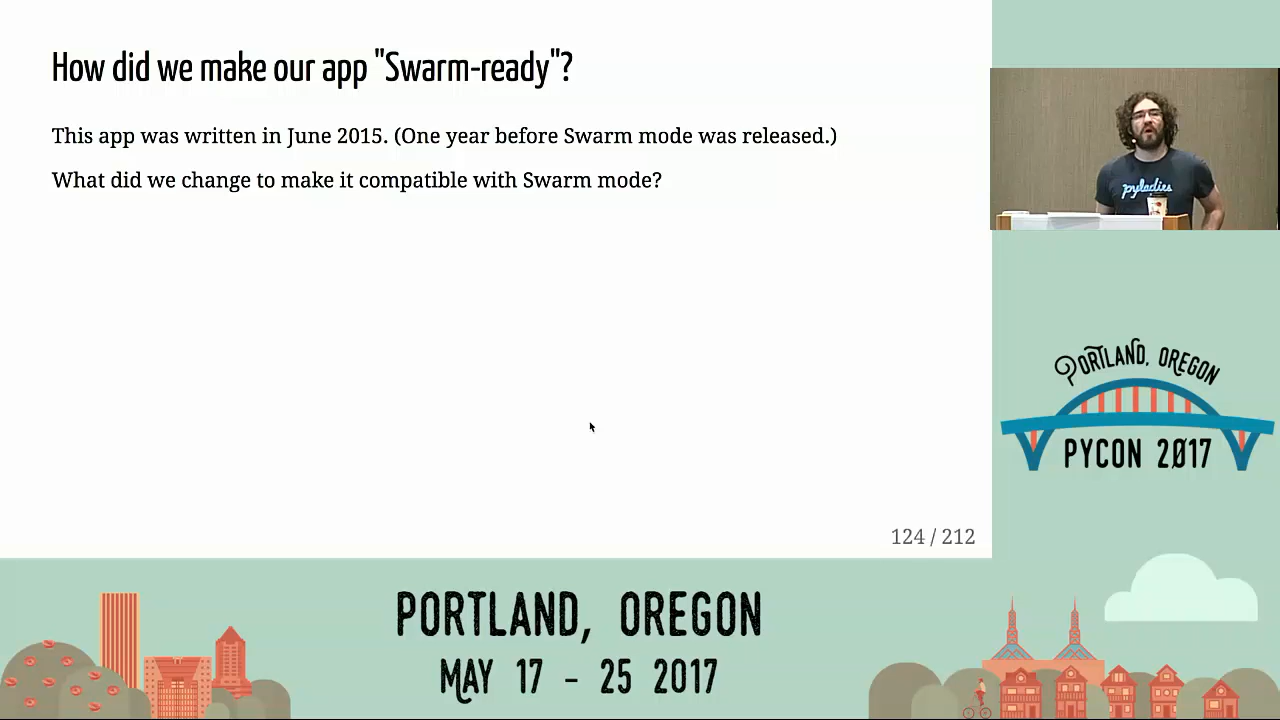 How did we make our app "Swarm-ready"?
This app was written in June 2015. (One year before Swarm mode was released.)
What did we change to make it compatible with Swarm mode?
124 / 212
pyladies
PORTLAND, OREGON
PYCON 2017
PORTLAND, OREGON
MAY 17 - 25 2017